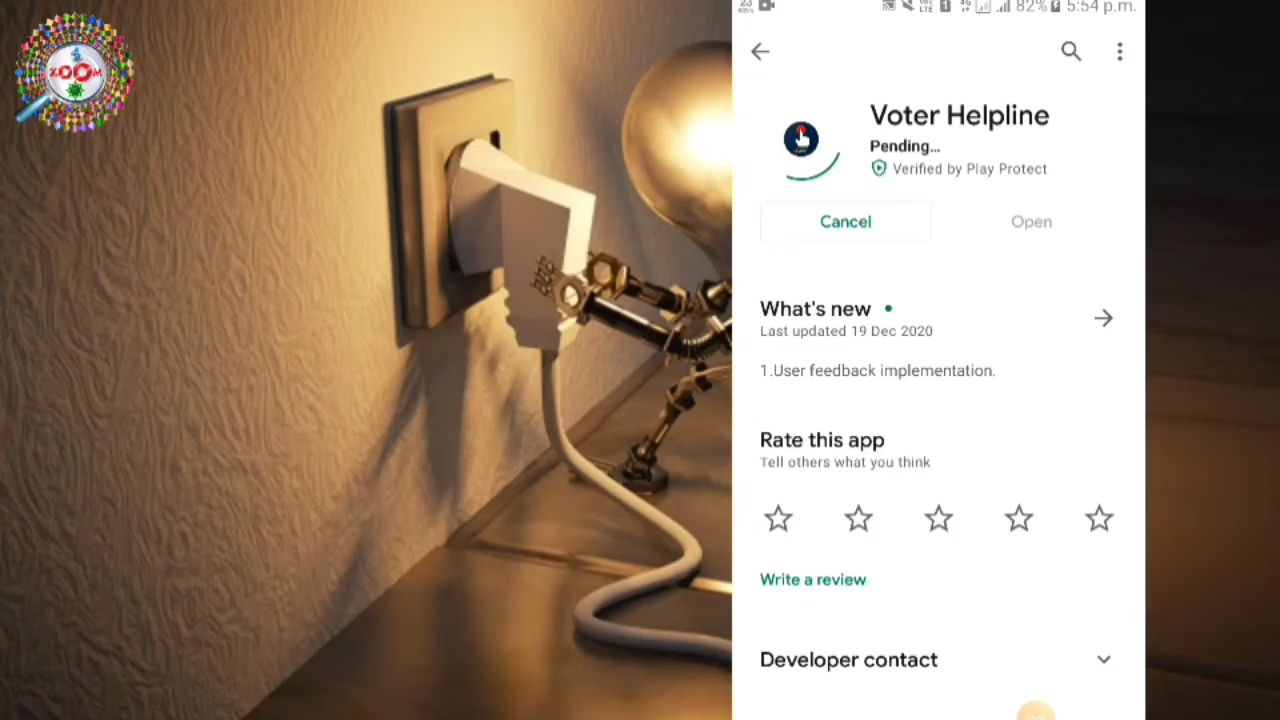 ZOOM
82% 5:54 p.m.
Voter Helpline
Pending...
Verified by Play Protect
Cancel
Open
What's new
Last updated 19 Dec 2020
1.User feedback implementation.
Rate this app
Tell others what you think
Write a review
Developer contact